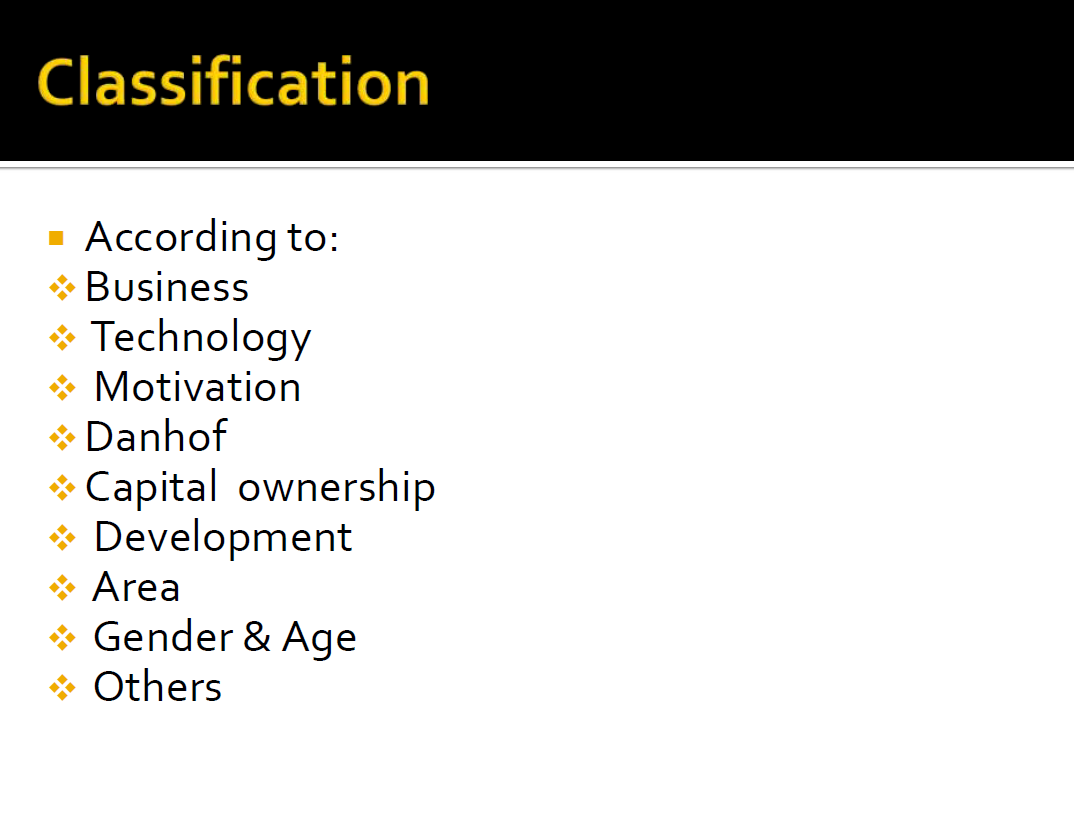 Classification
According to:
Business
Technology
Motivation
Danhof
Capital ownership
Development
Area
Gender & Age
Others